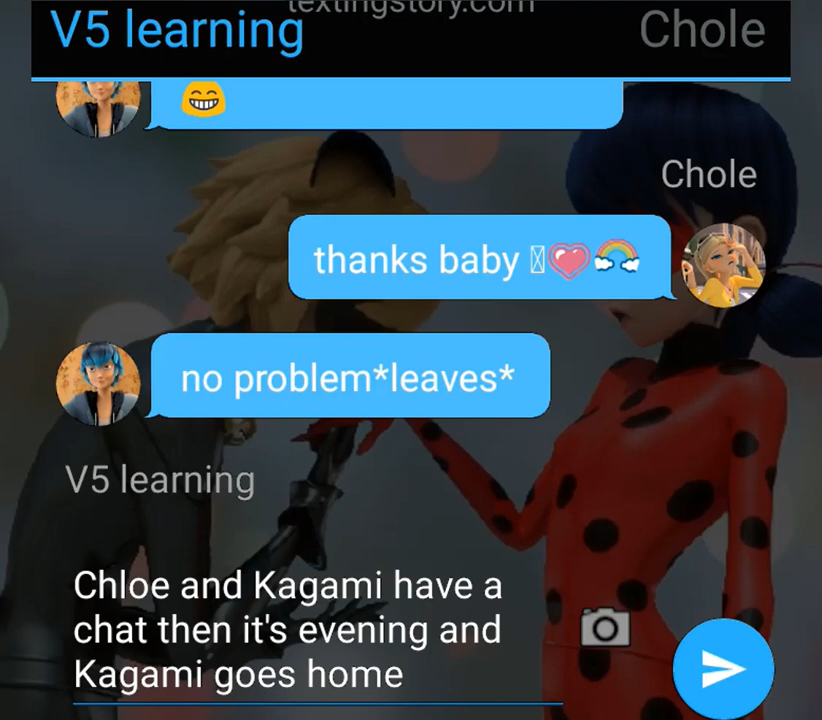 textingstory.com
V5 learning
Chole
😁
Chole
thanks baby 💗🌈
no problem*leaves*
V5 learning
Chloe and Kagami have a
chat then it's evening and
Kagami goes home